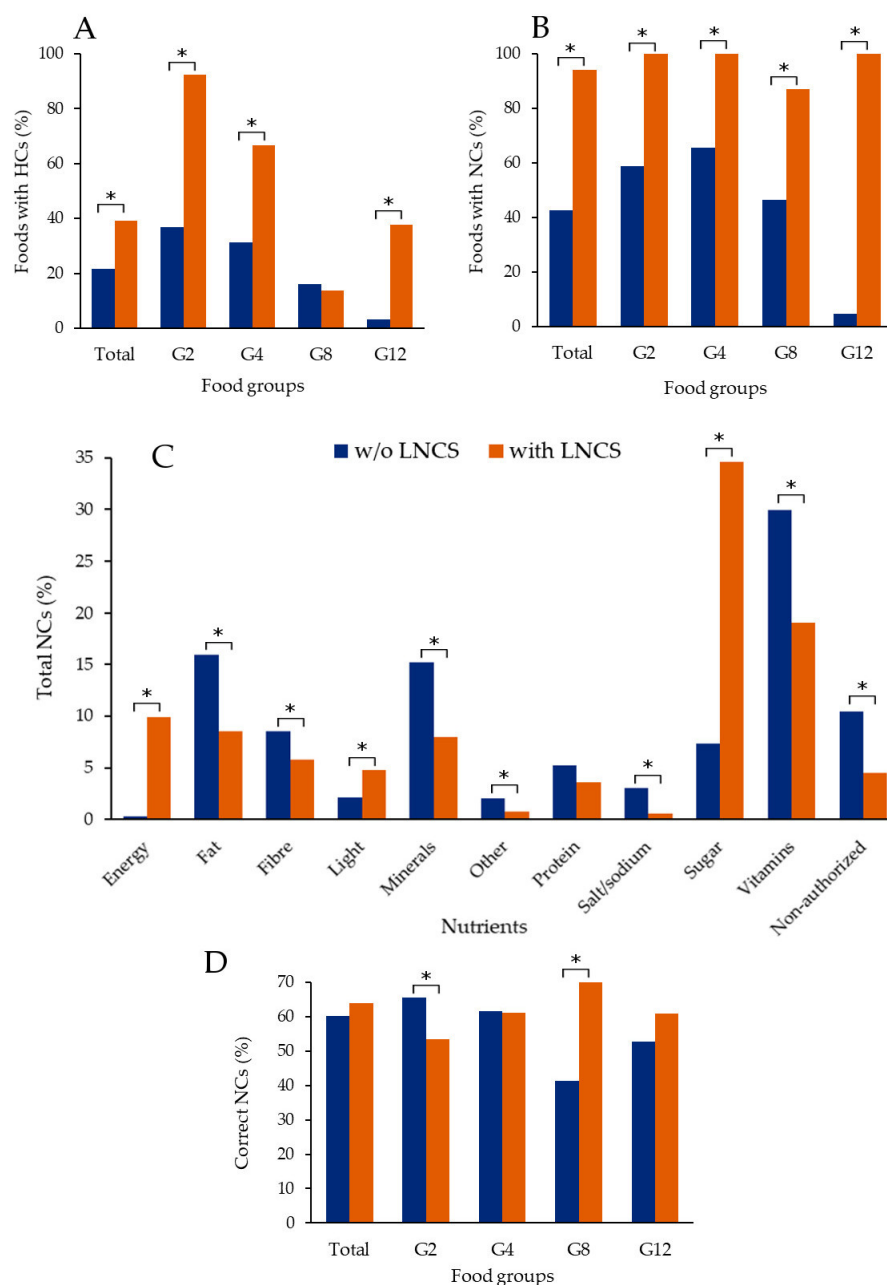 A
*
*
*
*
Foods with HCs (%)
100
80
60
40
20
0
Total G2 G4 G8 G12
Food groups
B
*
*
*
*
*
Foods with NCs (%)
100
80
60
40
20
0
Total G2 G4 G8 G12
Food groups
C
w/o LNCS with LNCS
*
*
*
*
*
*
*
*
*
*
Total NCs (%)
35
30
25
20
15
10
5
0
Energy
Fat
Fibre
Light
Minerals
Other
Protein
Salt/sodium
Sugar
Vitamins
Non-authorized
Nutrients
D
*
*
Correct NCs (%)
70
60
50
40
30
20
10
0
Total G2 G4 G8 G12
Food groups